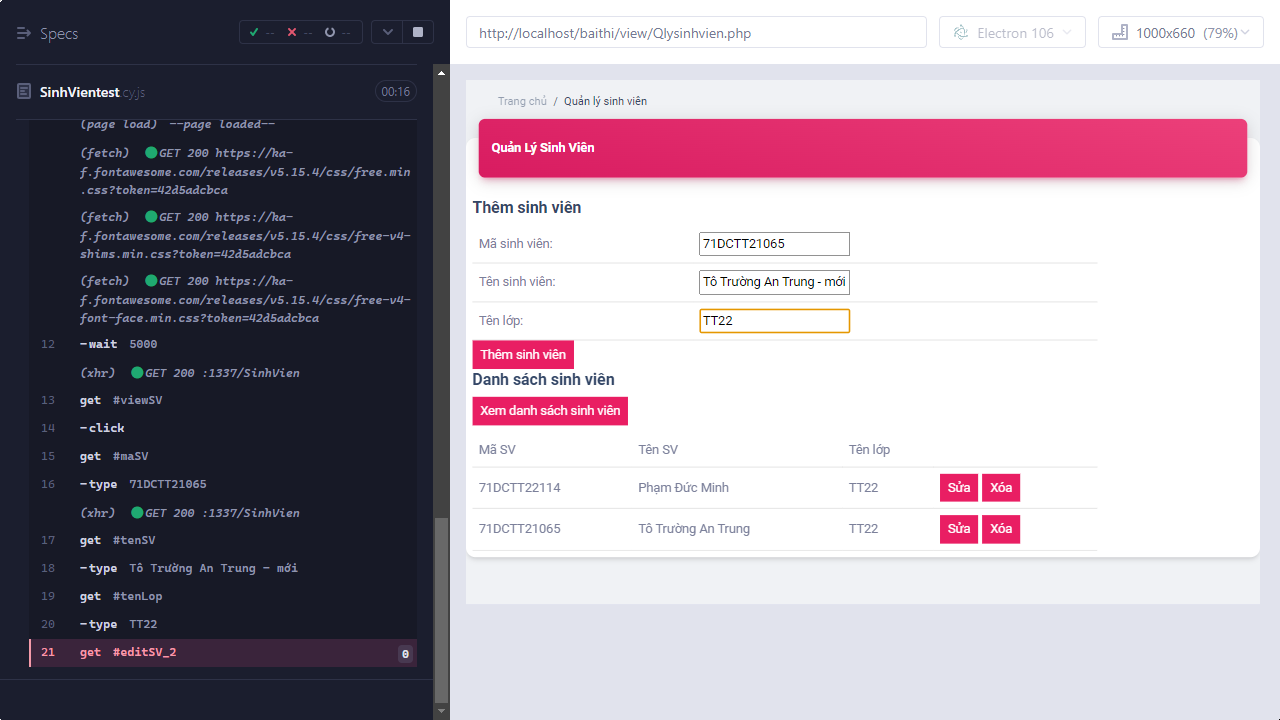 Specs
-- -- --
SinhVientest.cy.js 00:16
(page load) --page loaded--
(fetch) GET 200 https://ka-
f.fontawesome.com/releases/v5.15.4/css/free.min
.css?token=42d5adcbca
(fetch) GET 200 https://ka-
f.fontawesome.com/releases/v5.15.4/css/free-v4-
shims.min.css?token=42d5adcbca
(fetch) GET 200 https://ka-
f.fontawesome.com/releases/v5.15.4/css/free-v4-
font-face.min.css?token=42d5adcbca
12 -wait 5000
(xhr) GET 200 :1337/SinhVien
13 get #viewSV
14 -click
15 get #maSV
16 -type 71DCTT21065
(xhr) GET 200 :1337/SinhVien
17 get #tenSV
18 -type Tô Trường An Trung - mới
19 get #tenLop
20 -type TT22
21 get #editSV_2 0
http://localhost/baithi/view/Qlysinhvien.php
Electron 106
1000x660 (79%)
Trang chủ / Quản lý sinh viên
Quản Lý Sinh Viên
Thêm sinh viên
Mã sinh viên: 71DCTT21065
Tên sinh viên: Tô Trường An Trung - mới
Tên lớp: TT22
Thêm sinh viên
Danh sách sinh viên
Xem danh sách sinh viên
Mã SV Tên SV Tên lớp
71DCTT22114 Phạm Đức Minh TT22 Sửa Xóa
71DCTT21065 Tô Trường An Trung TT22 Sửa Xóa